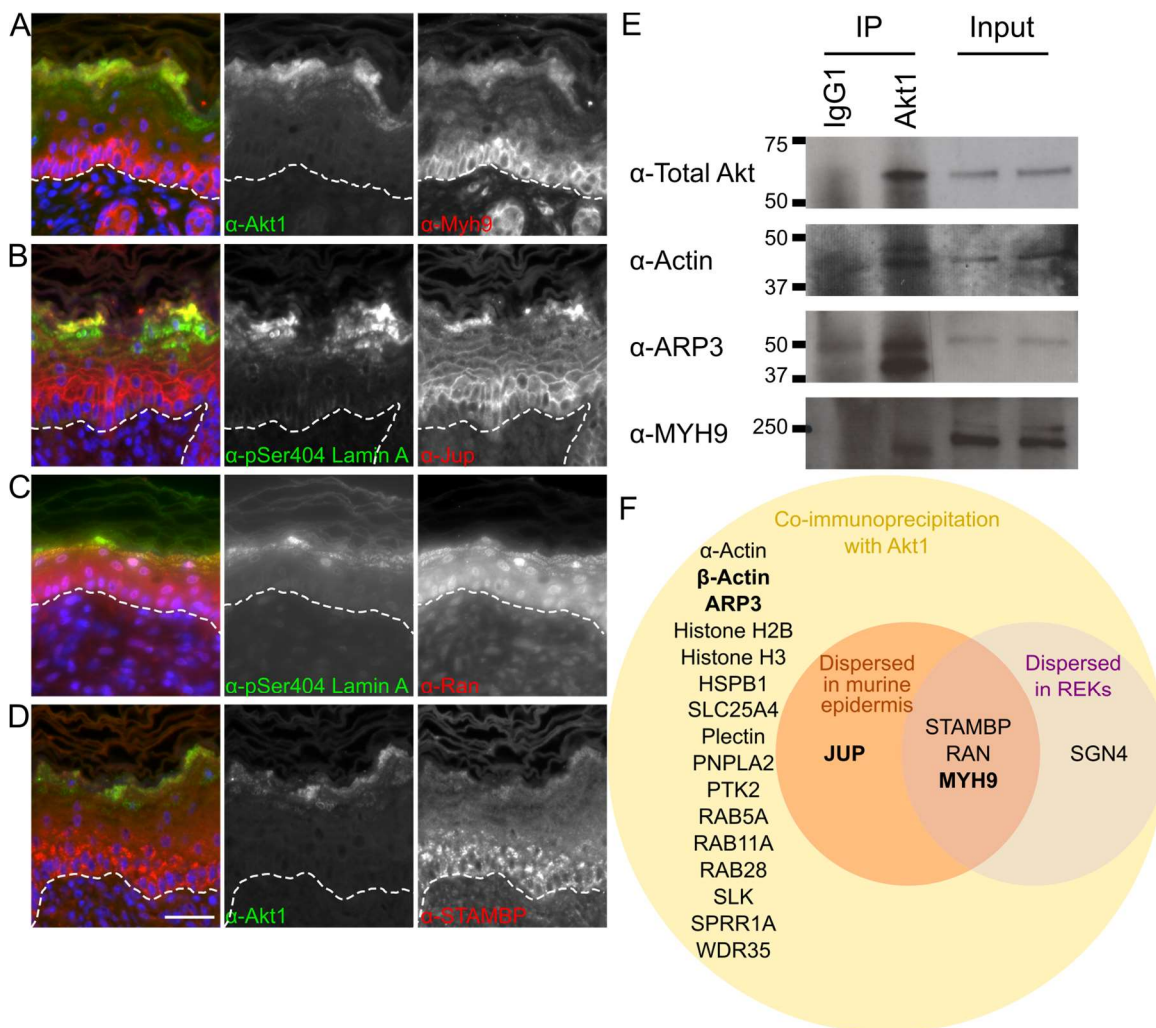 A
α-Akt1
α-Myh9
B
α-pSer404 Lamin A
α-Jup
C
α-pSer404 Lamin A
α-Ran
D
α-Akt1
α-STAMBP
E
IP
Input
IgG1
Akt1
α-Total Akt
75
50
α-Actin
50
37
α-ARP3
50
37
α-MYH9
250
F
Co-immunoprecipitation
with Akt1
α-Actin
β-Actin
ARP3
Histone H2B
Histone H3
HSPB1
SLC25A4
Plectin
PNPLA2
PTK2
RAB5A
RAB11A
RAB28
SLK
SPRR1A
WDR35
Dispersed
in murine
epidermis
JUP
STAMBP
RAN
MYH9
Dispersed
in REKs
SGN4